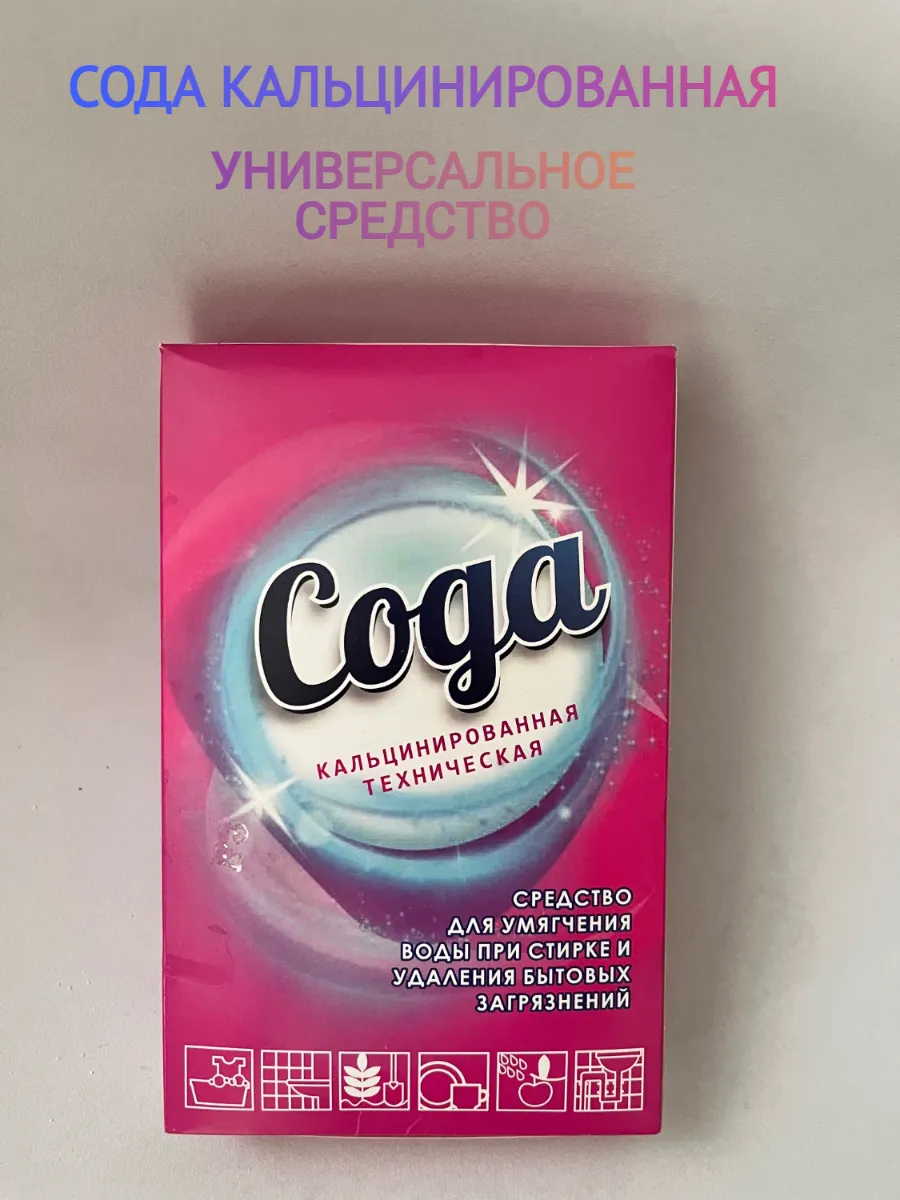 СОДА КАЛЬЦИНИРОВАННАЯ
УНИВЕРСАЛЬНОЕ
СРЕДСТВО
Сода
КАЛЬЦИНИРОВАННАЯ
ТЕХНИЧЕСКАЯ
СРЕДСТВО
ДЛЯ УМЯГЧЕНИЯ
ВОДЫ ПРИ СТИРКЕ И
УДАЛЕНИЯ БЫТОВЫХ
ЗАГРЯЗНЕНИЙ